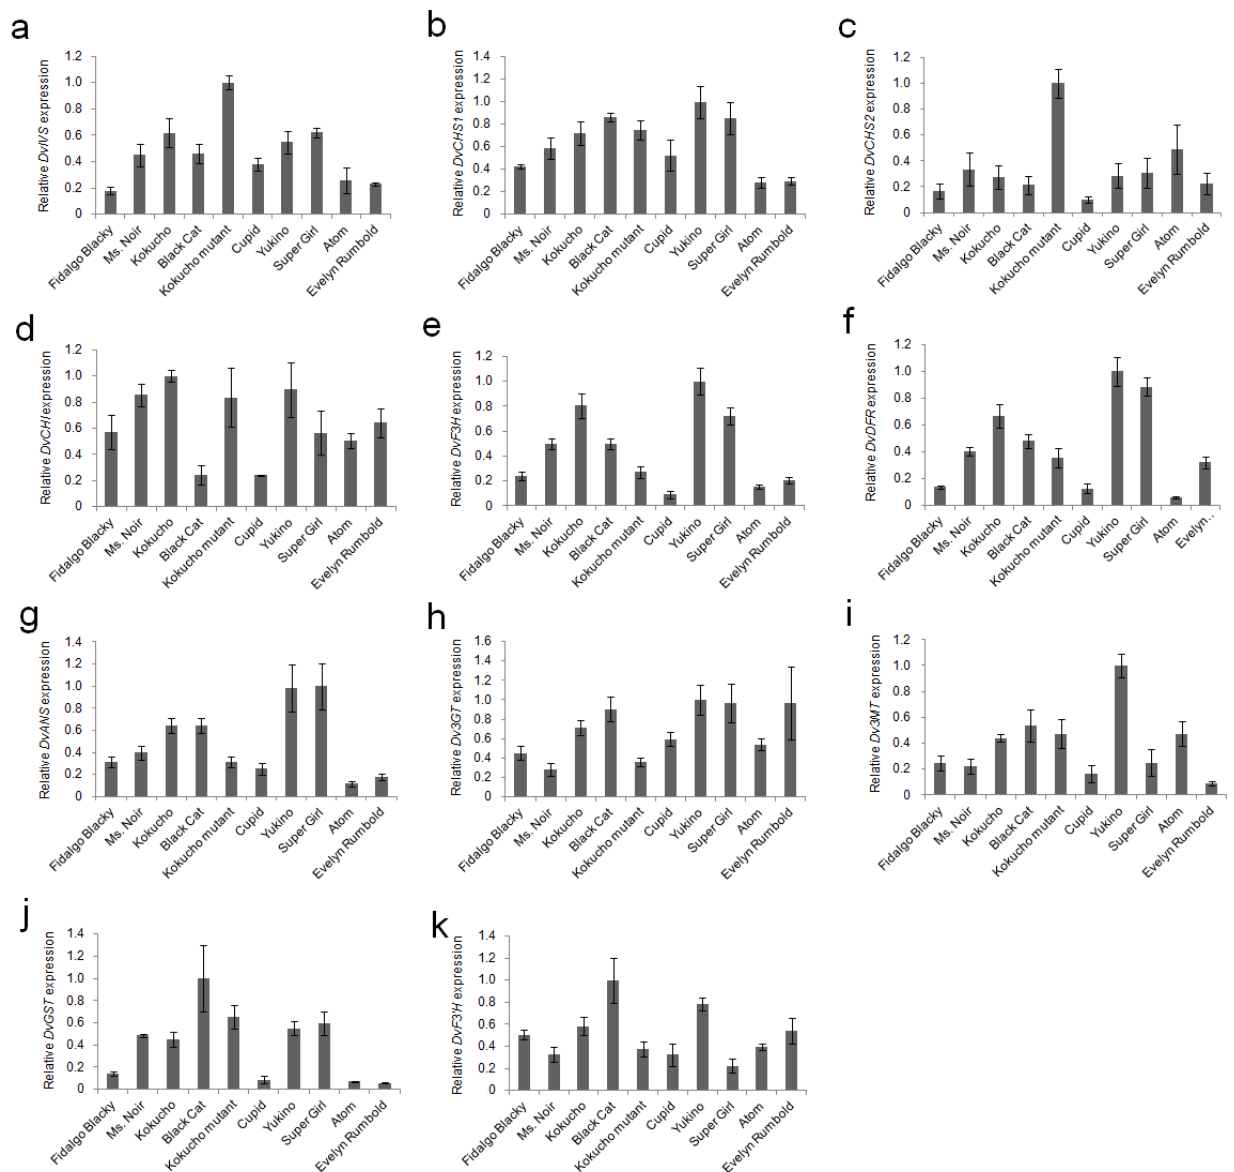 a
Relative DvIVS expression
1.2
1.0
0.8
0.6
0.4
0.2
0
Fidalgo Blacky
Ms. Noir
Kokucho
Black Cat
Kokucho mutant
Cupid
Yukino
Super Girl
Atom
Evelyn Rumbold
b
Relative DvCHS1 expression
1.4
1.2
1.0
0.8
0.6
0.4
0.2
0
Fidalgo Blacky
Ms. Noir
Kokucho
Black Cat
Kokucho mutant
Cupid
Yukino
Super Girl
Atom
Evelyn Rumbold
c
Relative DvCHS2 expression
1.2
1.0
0.8
0.6
0.4
0.2
0
Fidalgo Blacky
Ms. Noir
Kokucho
Black Cat
Kokucho mutant
Cupid
Yukino
Super Girl
Atom
Evelyn Rumbold
d
Relative DvCHI expression
1.2
1.0
0.8
0.6
0.4
0.2
0
Fidalgo Blacky
Ms. Noir
Kokucho
Black Cat
Kokucho mutant
Cupid
Yukino
Super Girl
Atom
Evelyn Rumbold
e
Relative DvF3H expression
1.2
1.0
0.8
0.6
0.4
0.2
0
Fidalgo Blacky
Ms. Noir
Kokucho
Black Cat
Kokucho mutant
Cupid
Yukino
Super Girl
Atom
Evelyn Rumbold
f
Relative DvDFR expression
1.2
1.0
0.8
0.6
0.4
0.2
0
Fidalgo Blacky
Ms. Noir
Kokucho
Black Cat
Kokucho mutant
Cupid
Yukino
Super Girl
Atom
Evelyn..
g
Relative DvANS expression
1.4
1.2
1.0
0.8
0.6
0.4
0.2
0
Fidalgo Blacky
Ms. Noir
Kokucho
Black Cat
Kokucho mutant
Cupid
Yukino
Super Girl
Atom
Evelyn Rumbold
h
Relative Dv3GT expression
1.6
1.4
1.2
1.0
0.8
0.6
0.4
0.2
0
Fidalgo Blacky
Ms. Noir
Kokucho
Black Cat
Kokucho mutant
Cupid
Yukino
Super Girl
Atom
Evelyn Rumbold
i
Relative Dv3MT expression
1.2
1.0
0.8
0.6
0.4
0.2
0
Fidalgo Blacky
Ms. Noir
Kokucho
Black Cat
Kokucho mutant
Cupid
Yukino
Super Girl
Atom
Evelyn Rumbold
j
Relative DvGST expression
1.4
1.2
1.0
0.8
0.6
0.4
0.2
0
Fidalgo Blacky
Ms. Noir
Kokucho
Black Cat
Kokucho mutant
Cupid
Yukino
Super Girl
Atom
Evelyn Rumbold
k
Relative DvF3'H expression
1.4
1.2
1.0
0.8
0.6
0.4
0.2
0
Fidalgo Blacky
Ms. Noir
Kokucho
Black Cat
Kokucho mutant
Cupid
Yukino
Super Girl
Atom
Evelyn Rumbold